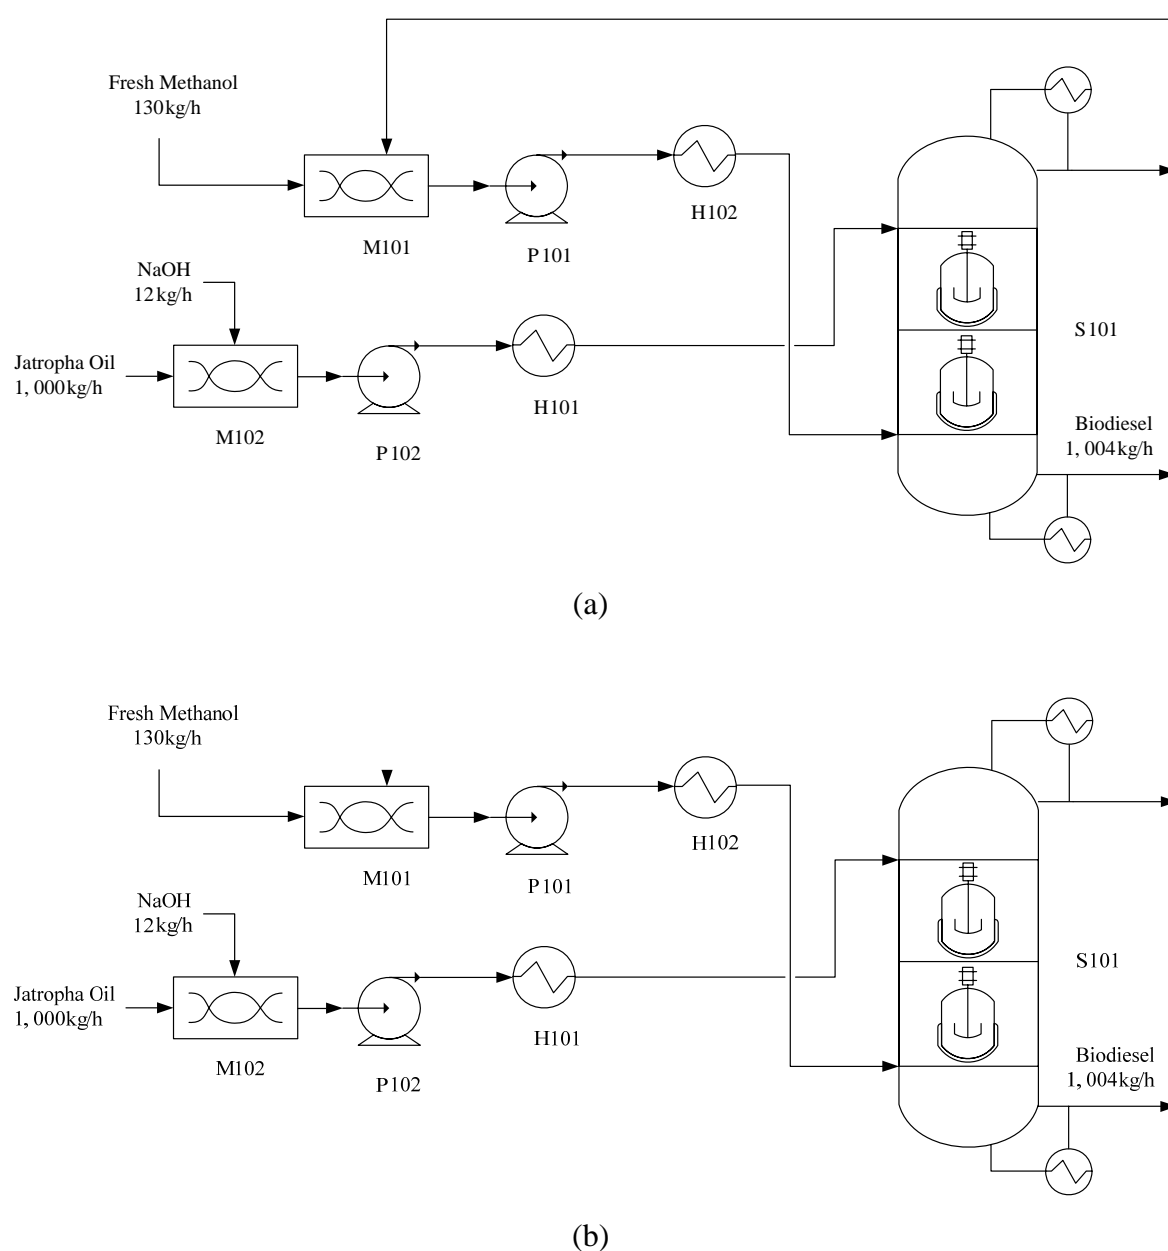 Fresh Methanol
130kg/h
H102
M101
P101
NaOH
12kg/h
S101
Jatropha Oil
1, 000kg/h
H101
Biodiesel
1, 004kg/h
M102
P102
(a)
Fresh Methanol
130kg/h
H102
M101
P101
NaOH
12kg/h
S101
Jatropha Oil
1, 000kg/h
H101
Biodiesel
1, 004kg/h
M102
P102
(b)